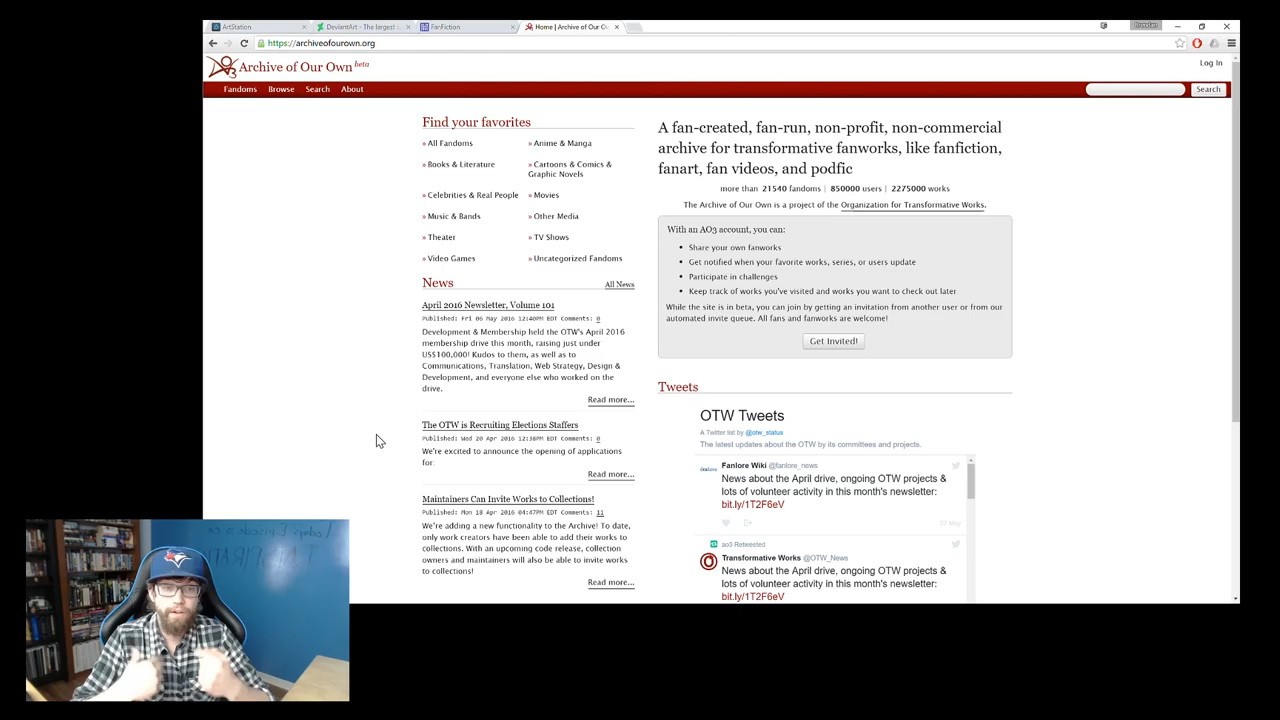 ArtStation
DeviantArt - The largest
FanFiction
Home | Archive of Our Ow
https://archiveofourown.org
Archive of Our Own beta
Log In
Fandoms Browse Search About
Search
Find your favorites
» All Fandoms
» Anime & Manga
» Books & Literature
» Cartoons & Comics &
Graphic Novels
» Celebrities & Real People
» Movies
» Music & Bands
» Other Media
» Theater
» TV Shows
» Video Games
» Uncategorized Fandoms
News
All News
April 2016 Newsletter, Volume 101
Published: Fri 06 May 2016 12:40PM EDT Comments: 0
Development & Membership held the OTW's April 2016
membership drive this month, raising just under
US$100,000! Kudos to them, as well as to
Communications, Translation, Web Strategy, Design &
Development, and everyone else who worked on the
drive.
Read more...
The OTW is Recruiting Elections Staffers
Published: Wed 20 Apr 2016 12:38PM EDT Comments: 0
We're excited to announce the opening of applications
for:
Read more...
Maintainers Can Invite Works to Collections!
Published: Mon 18 Apr 2016 04:47PM EDT Comments: 11
We're adding a new functionality to the Archive! To date,
only work creators have been able to add their works to
collections. With an upcoming code release, collection
owners and maintainers will also be able to invite works
to collections!
Read more...
A fan-created, fan-run, non-profit, non-commercial
archive for transformative fanworks, like fanfiction,
fanart, fan videos, and podfic
more than 21540 fandoms | 850000 users | 2275000 works
The Archive of Our Own is a project of the Organization for Transformative Works.
With an AO3 account, you can:
• Share your own fanworks
• Get notified when your favorite works, series, or users update
• Participate in challenges
• Keep track of works you've visited and works you want to check out later
While the site is in beta, you can join by getting an invitation from another user or from our
automated invite queue. All fans and fanworks are welcome!
Get Invited!
Tweets
OTW Tweets
A Twitter list by @otw_status
The latest updates about the OTW by its committees and projects.
Fanlore Wiki @fanlore_news
News about the April drive, ongoing OTW projects &
lots of volunteer activity in this month's newsletter:
bit.ly/1T2F6eV
07 May
ao3 Retweeted
Transformative Works @OTW_News
News about the April drive, ongoing OTW projects &
lots of volunteer activity in this month's newsletter:
bit.ly/1T2F6eV